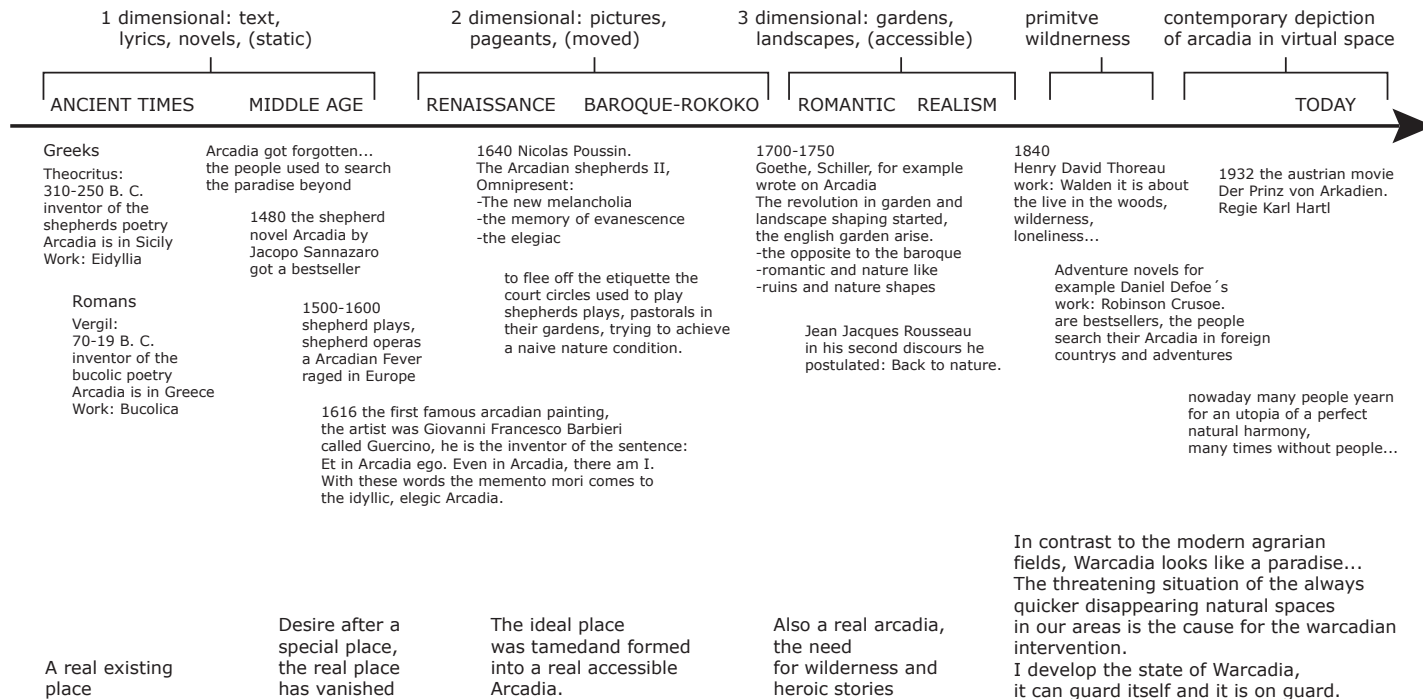 1 dimensional: text,
lyrics, novels, (static)
2 dimensional: pictures,
pageants, (moved)
3 dimensional: gardens,
landscapes, (accessible)
primitve
wildnerness
contemporary depiction
of arcadia in virtual space
ANCIENT TIMES
MIDDLE AGE
RENAISSANCE
BAROQUE-ROKOKO
ROMANTIC
REALISM
TODAY
Greeks
Theocritus:
310-250 B. C.
inventor of the
shepherds poetry
Arcadia is in Sicily
Work: Eidyllia
Romans
Vergil:
70-19 B. C.
inventor of the
bucolic poetry
Arcadia is in Greece
Work: Bucolica
Arcadia got forgotten...
the people used to search
the paradise beyond
1480 the shepherd
novel Arcadia by
Jacopo Sannazaro
got a bestseller
1500-1600
shepherd plays,
shepherd operas
a Arcadian Fever
raged in Europe
1616 the first famous arcadian painting,
the artist was Giovanni Francesco Barbieri
called Guercino, he is the inventor of the sentence:
Et in Arcadia ego. Even in Arcadia, there am I.
With these words the memento mori comes to
the idyllic, elegic Arcadia.
1640 Nicolas Poussin.
The Arcadian shepherds II,
Omnipresent:
-The new melancholia
-the memory of evanescence
-the elegiac
to flee off the etiquette the
court circles used to play
shepherds plays, pastorals in
their gardens, trying to achieve
a naive nature condition.
1700-1750
Goethe, Schiller, for example
wrote on Arcadia
The revolution in garden and
landscape shaping started,
the english garden arise.
-the opposite to the baroque
-romantic and nature like
-ruins and nature shapes
Jean Jacques Rousseau
in his second discours he
postulated: Back to nature.
1840
Henry David Thoreau
work: Walden it is about
the live in the woods,
wilderness,
loneliness...
Adventure novels for
example Daniel Defoe´s
work: Robinson Crusoe.
are bestsellers, the people
search their Arcadia in foreign
countrys and adventures
1932 the austrian movie
Der Prinz von Arkadien.
Regie Karl Hartl
nowaday many people yearn
for an utopia of a perfect
natural harmony,
many times without people...
A real existing
place
Desire after a
special place,
the real place
has vanished
The ideal place
was tamedand formed
into a real accessible
Arcadia.
Also a real arcadia,
the need
for wilderness and
heroic stories
In contrast to the modern agrarian
fields, Warcadia looks like a paradise...
The threatening situation of the always
quicker disappearing natural spaces
in our areas is the cause for the warcadian
intervention.
I develop the state of Warcadia,
it can guard itself and it is on guard.